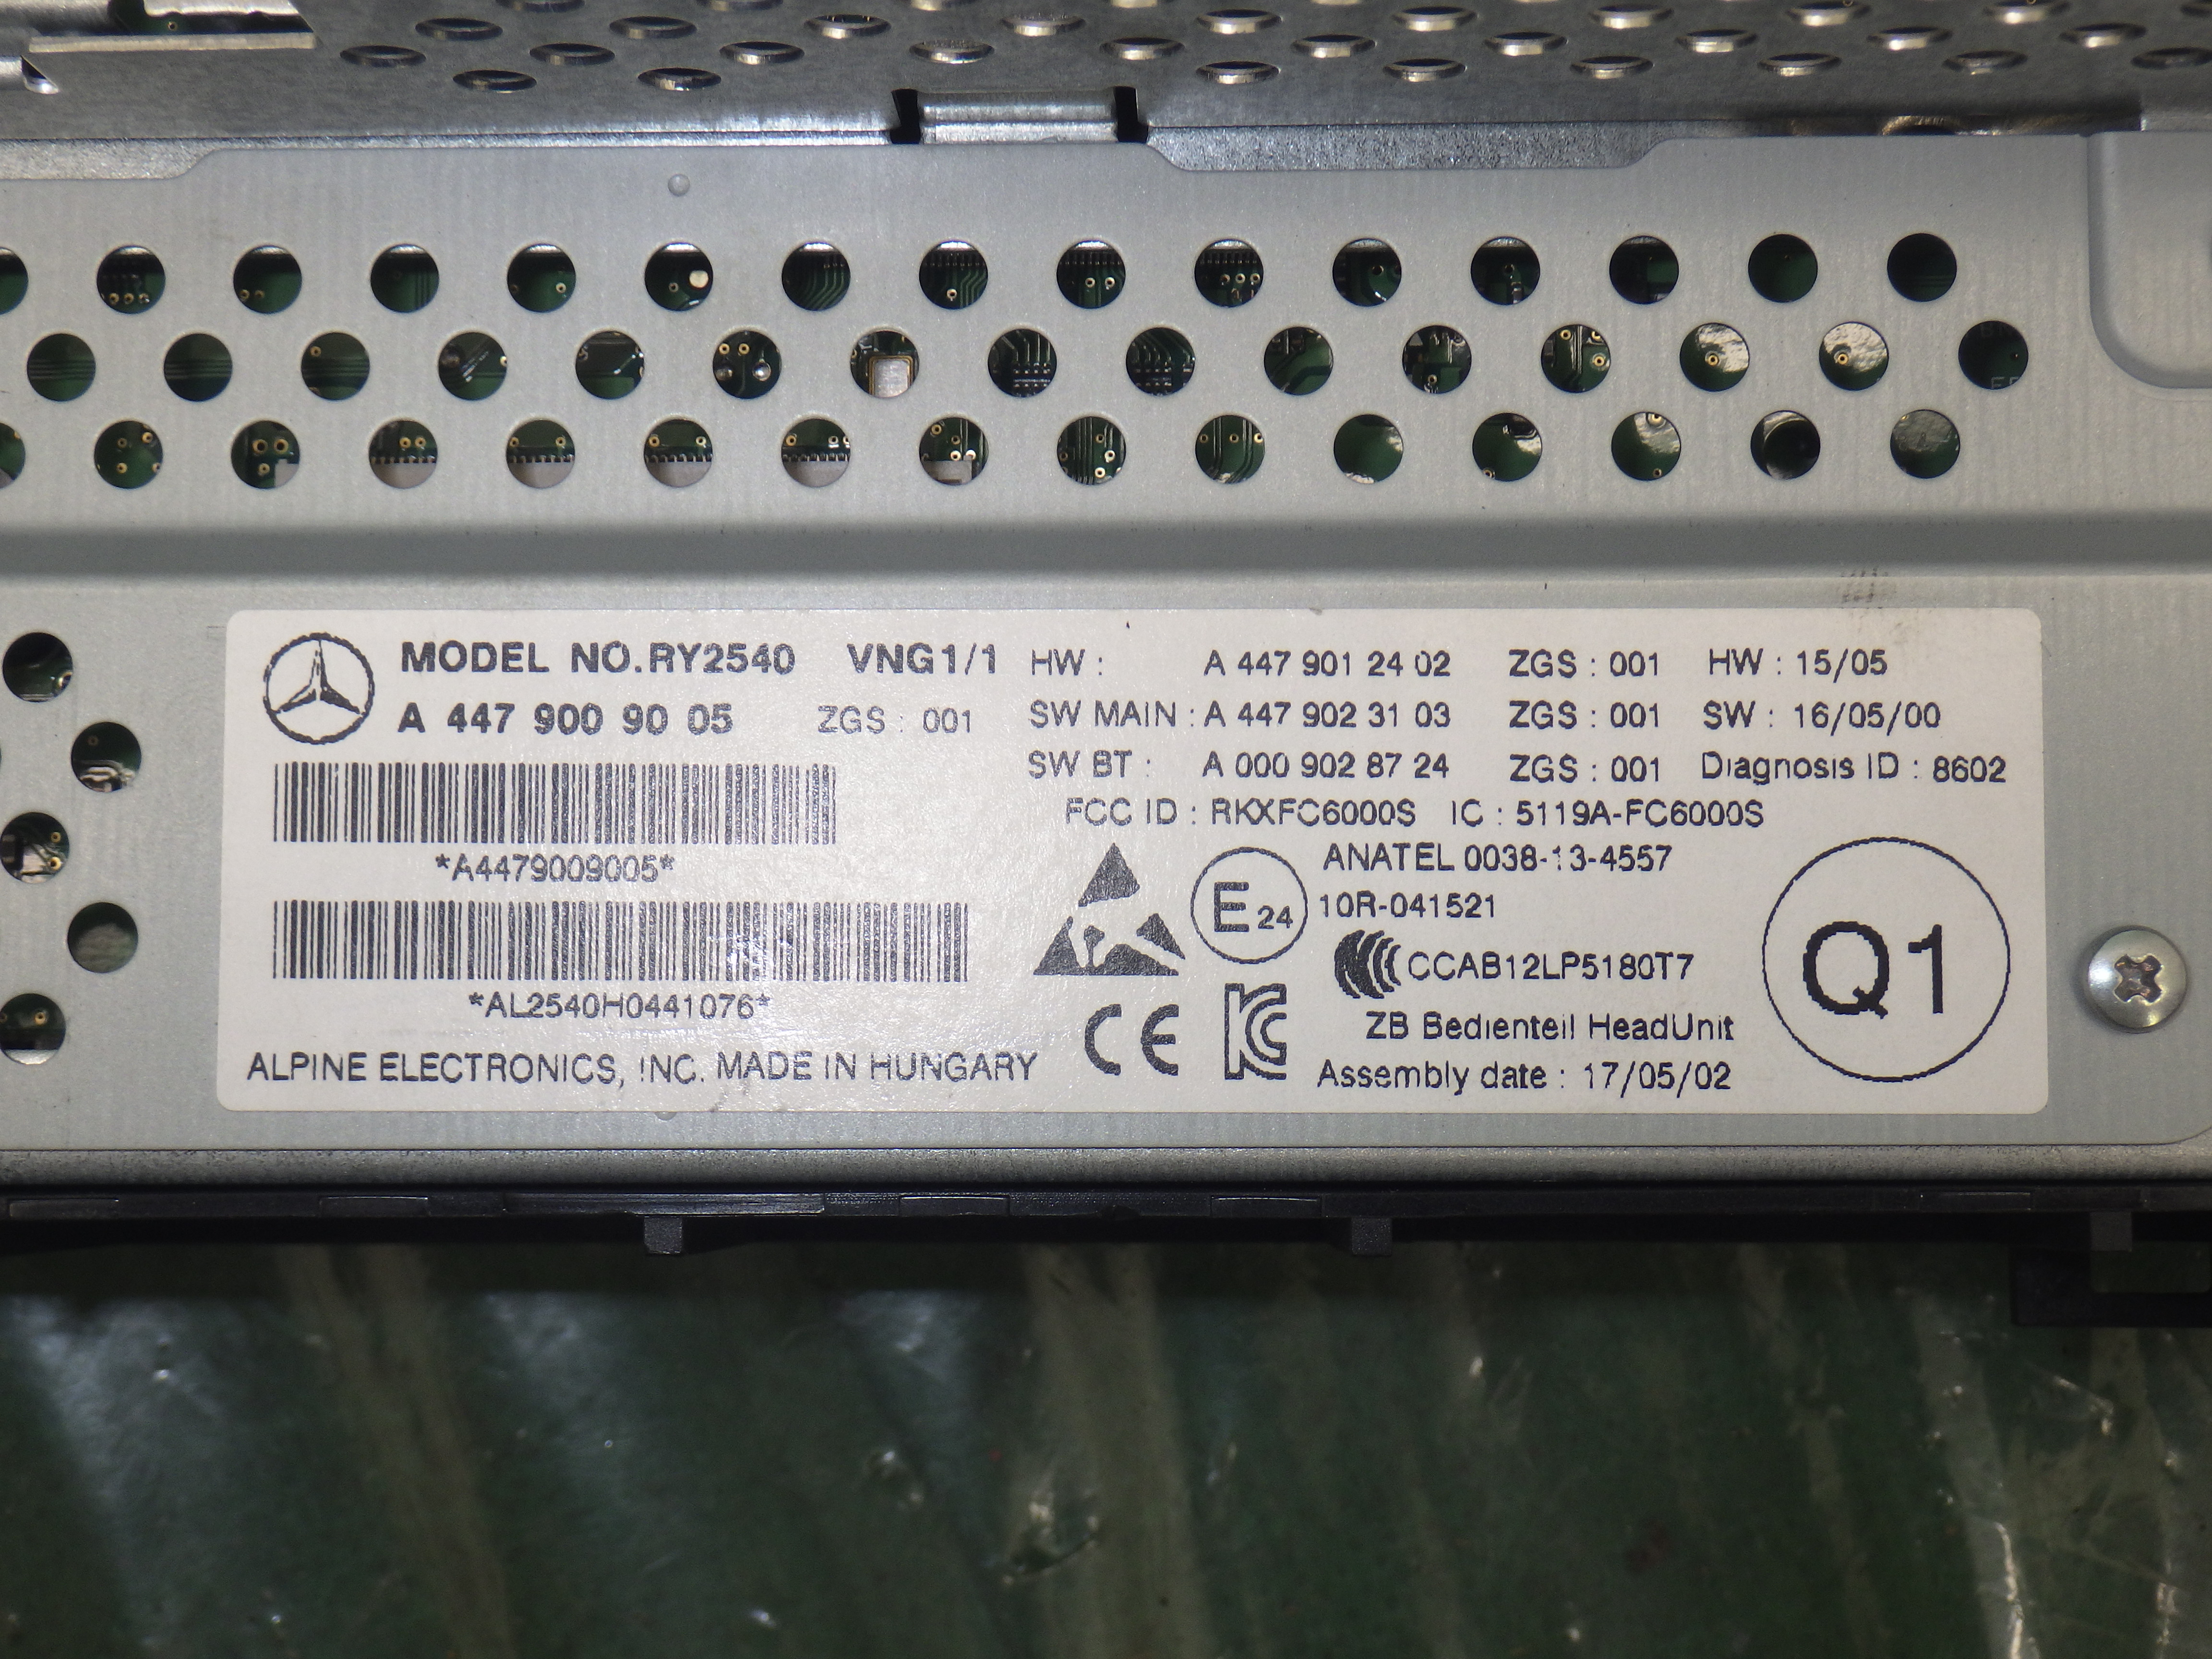 MODEL NO.RY2540 VNG1/1
A 447 900 90 05 ZGS : 001
*A4479009005*
*AL2540H0441076*
ALPINE ELECTRONICS, INC. MADE IN HUNGARY
HW : A 447 901 24 02 ZGS : 001 HW : 15/05
SW MAIN : A 447 902 31 03 ZGS : 001 SW : 16/05/00
SW BT : A 000 902 87 24 ZGS : 001 Diagnosis ID : 8602
FCC ID : RKXFC6000S IC : 5119A-FC6000S
ANATEL 0038-13-4557
E24 10R-041521
CCAB12LP5180T7
CE KC ZB Bedienteil HeadUnit
Assembly date : 17/05/02
Q1